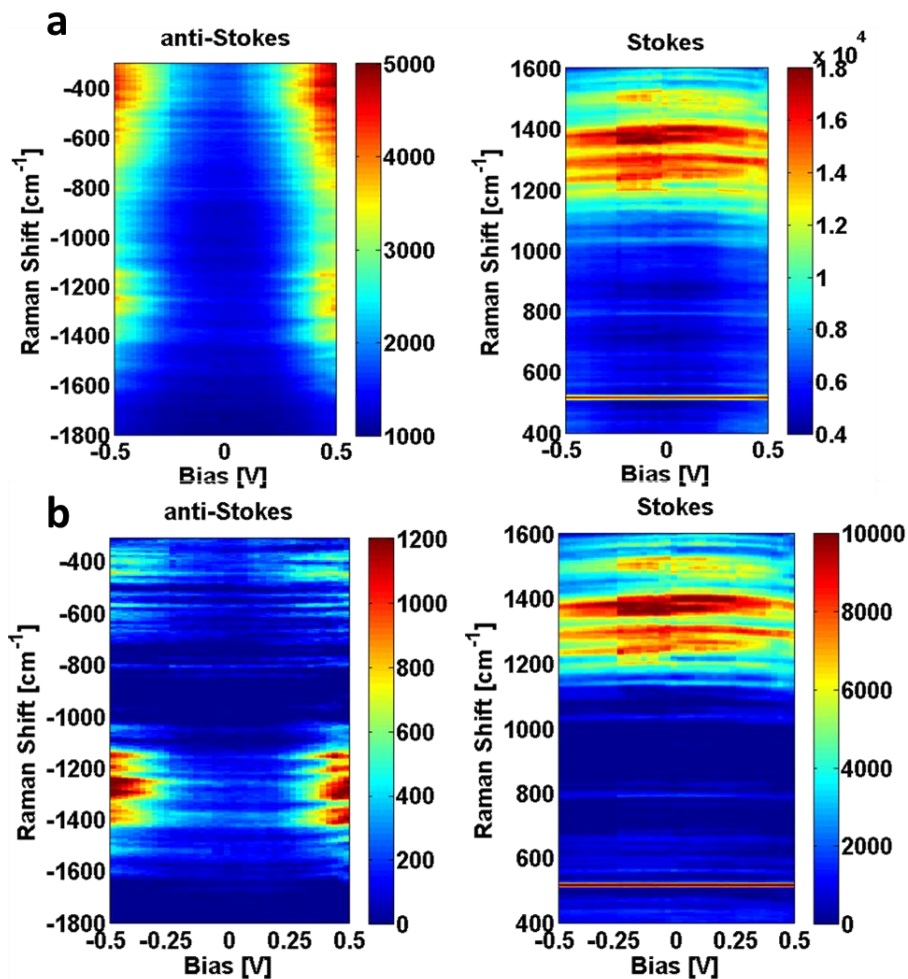 a
anti-Stokes
-400
-600
-800
-1000
-1200
-1400
-1600
-1800
Raman Shift [cm-1]
-0.5 0 0.5
Bias [V]
5000
4000
3000
2000
1000
Stokes
x 10^4
1600
1400
1200
1000
800
600
400
Raman Shift [cm-1]
-0.5 0 0.5
Bias [V]
1.8
1.6
1.4
1.2
1
0.8
0.6
0.4
b
anti-Stokes
-400
-600
-800
-1000
-1200
-1400
-1600
-1800
Raman Shift [cm-1]
-0.5 -0.25 0 0.25 0.5
Bias [V]
1200
1000
800
600
400
200
0
Stokes
1600
1400
1200
1000
800
600
400
Raman Shift [cm-1]
-0.5 -0.25 0 0.25 0.5
Bias [V]
10000
8000
6000
4000
2000
0